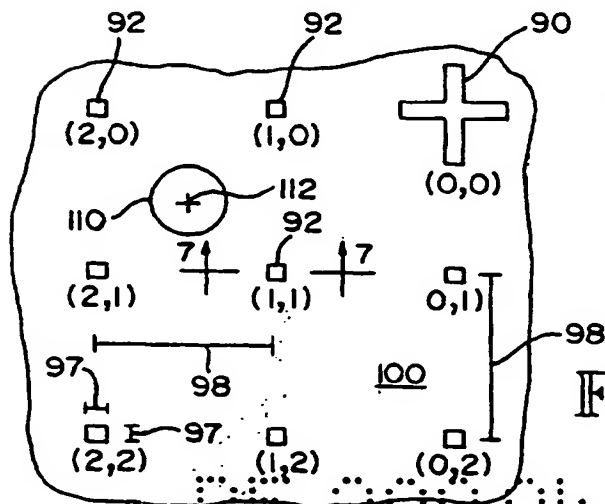 92 92 90
(2,0) (1,0) (0,0)
110 112 92
7 7
(2,1) (1,1) (0,1)
98 98
97 100
97
(2,2) (1,2) (0,2)